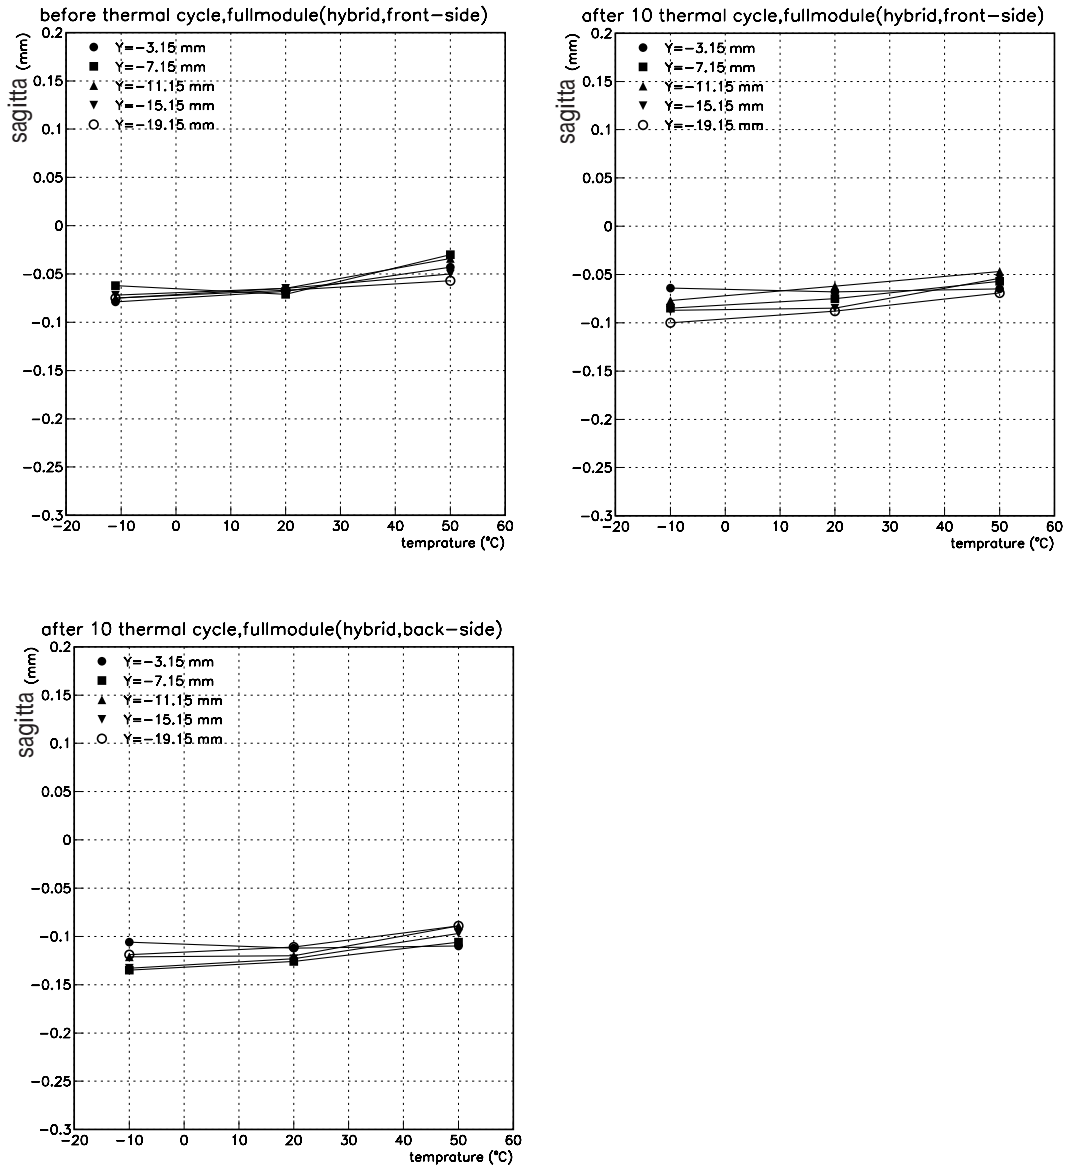 before thermal cycle,fullmodule(hybrid,front-side)
sagitta (mm)
0.2
0.15
0.1
0.05
0
-0.05
-0.1
-0.15
-0.2
-0.25
-0.3
Y=-3.15 mm
Y=-7.15 mm
Y=-11.15 mm
Y=-15.15 mm
Y=-19.15 mm
-20 -10 0 10 20 30 40 50 60
temprature (°C)
after 10 thermal cycle,fullmodule(hybrid,front-side)
sagitta (mm)
0.2
0.15
0.1
0.05
0
-0.05
-0.1
-0.15
-0.2
-0.25
-0.3
Y=-3.15 mm
Y=-7.15 mm
Y=-11.15 mm
Y=-15.15 mm
Y=-19.15 mm
-20 -10 0 10 20 30 40 50 60
temprature (°C)
after 10 thermal cycle,fullmodule(hybrid,back-side)
sagitta (mm)
0.2
0.15
0.1
0.05
0
-0.05
-0.1
-0.15
-0.2
-0.25
-0.3
Y=-3.15 mm
Y=-7.15 mm
Y=-11.15 mm
Y=-15.15 mm
Y=-19.15 mm
-20 -10 0 10 20 30 40 50 60
temprature (°C)